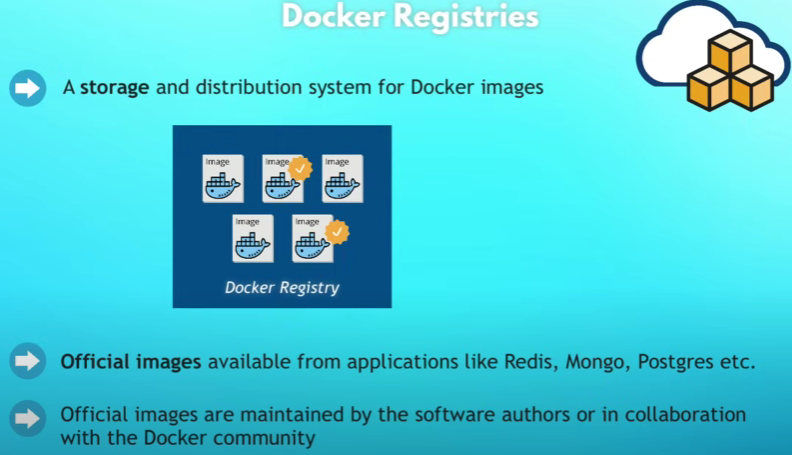 Docker Registries
A storage and distribution system for Docker images
Image
Image
Image
Image
Image
Docker Registry
Official images available from applications like Redis, Mongo, Postgres etc.
Official images are maintained by the software authors or in collaboration
with the Docker community